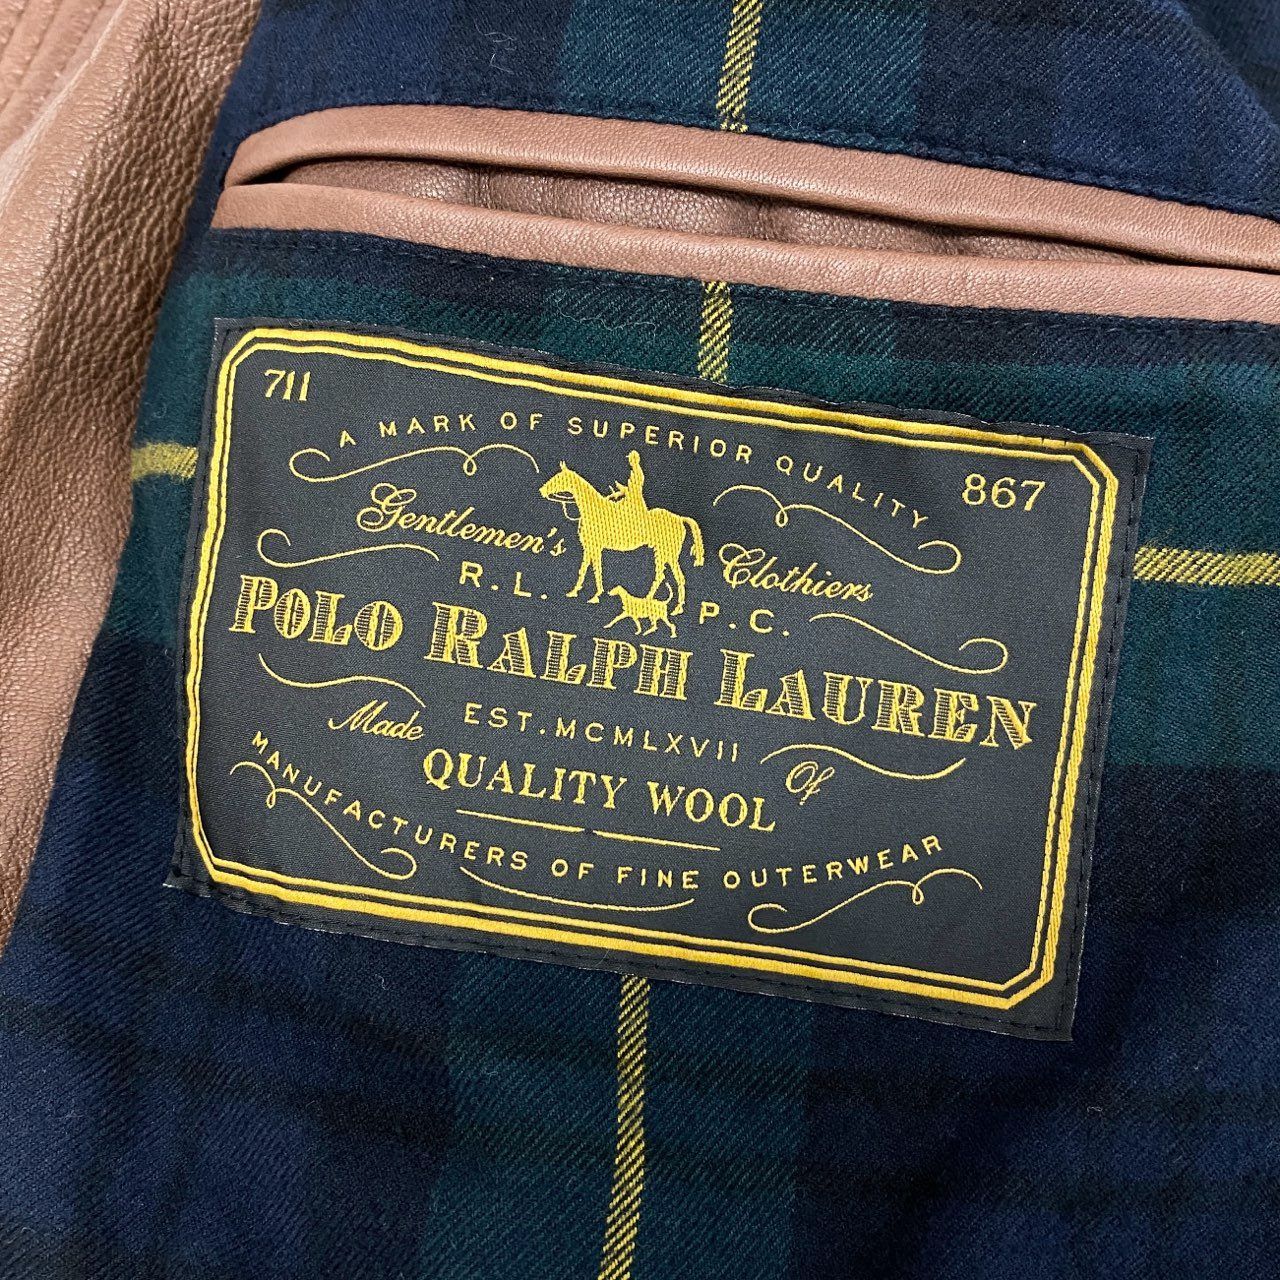 711
867
A MARK OF SUPERIOR QUALITY
Gentlemen's Clothiers
R.L. P.C.
POLO RALPH LAUREN
EST. MCMLXVII
Made Of
QUALITY WOOL
MANUFACTURERS OF FINE OUTERWEAR